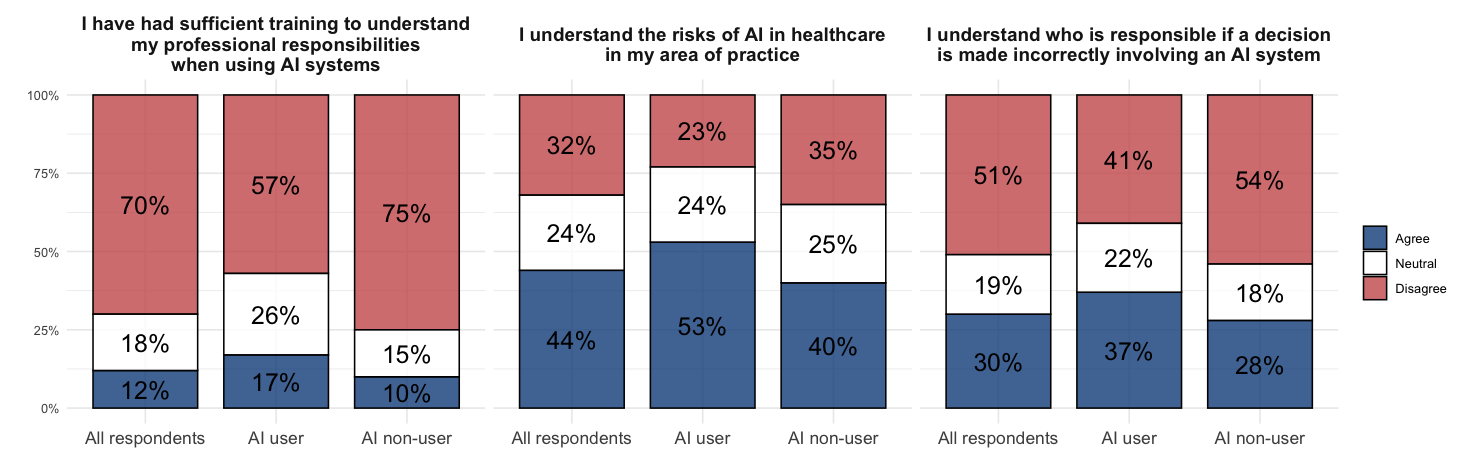 I have had sufficient training to understand
my professional responsibilities
when using AI systems
I understand the risks of AI in healthcare
in my area of practice
I understand who is responsible if a decision
is made incorrectly involving an AI system
100%
75%
50%
25%
0%
70%
18%
12%
57%
26%
17%
75%
15%
10%
32%
24%
44%
23%
24%
53%
35%
25%
40%
51%
19%
30%
41%
22%
37%
54%
18%
28%
All respondents
AI user
AI non-user
All respondents
AI user
AI non-user
All respondents
AI user
AI non-user
Agree
Neutral
Disagree